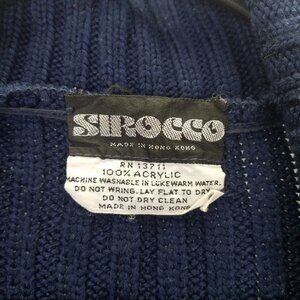 SIROCCO
MADE IN HONG KONG
RN 13711
100% ACRYLIC
MACHINE WASHABLE IN LUKEWARM WATER.
DO NOT WRING. LAY FLAT TO DRY
DO NOT DRY CLEAN
MADE IN HONG KONG